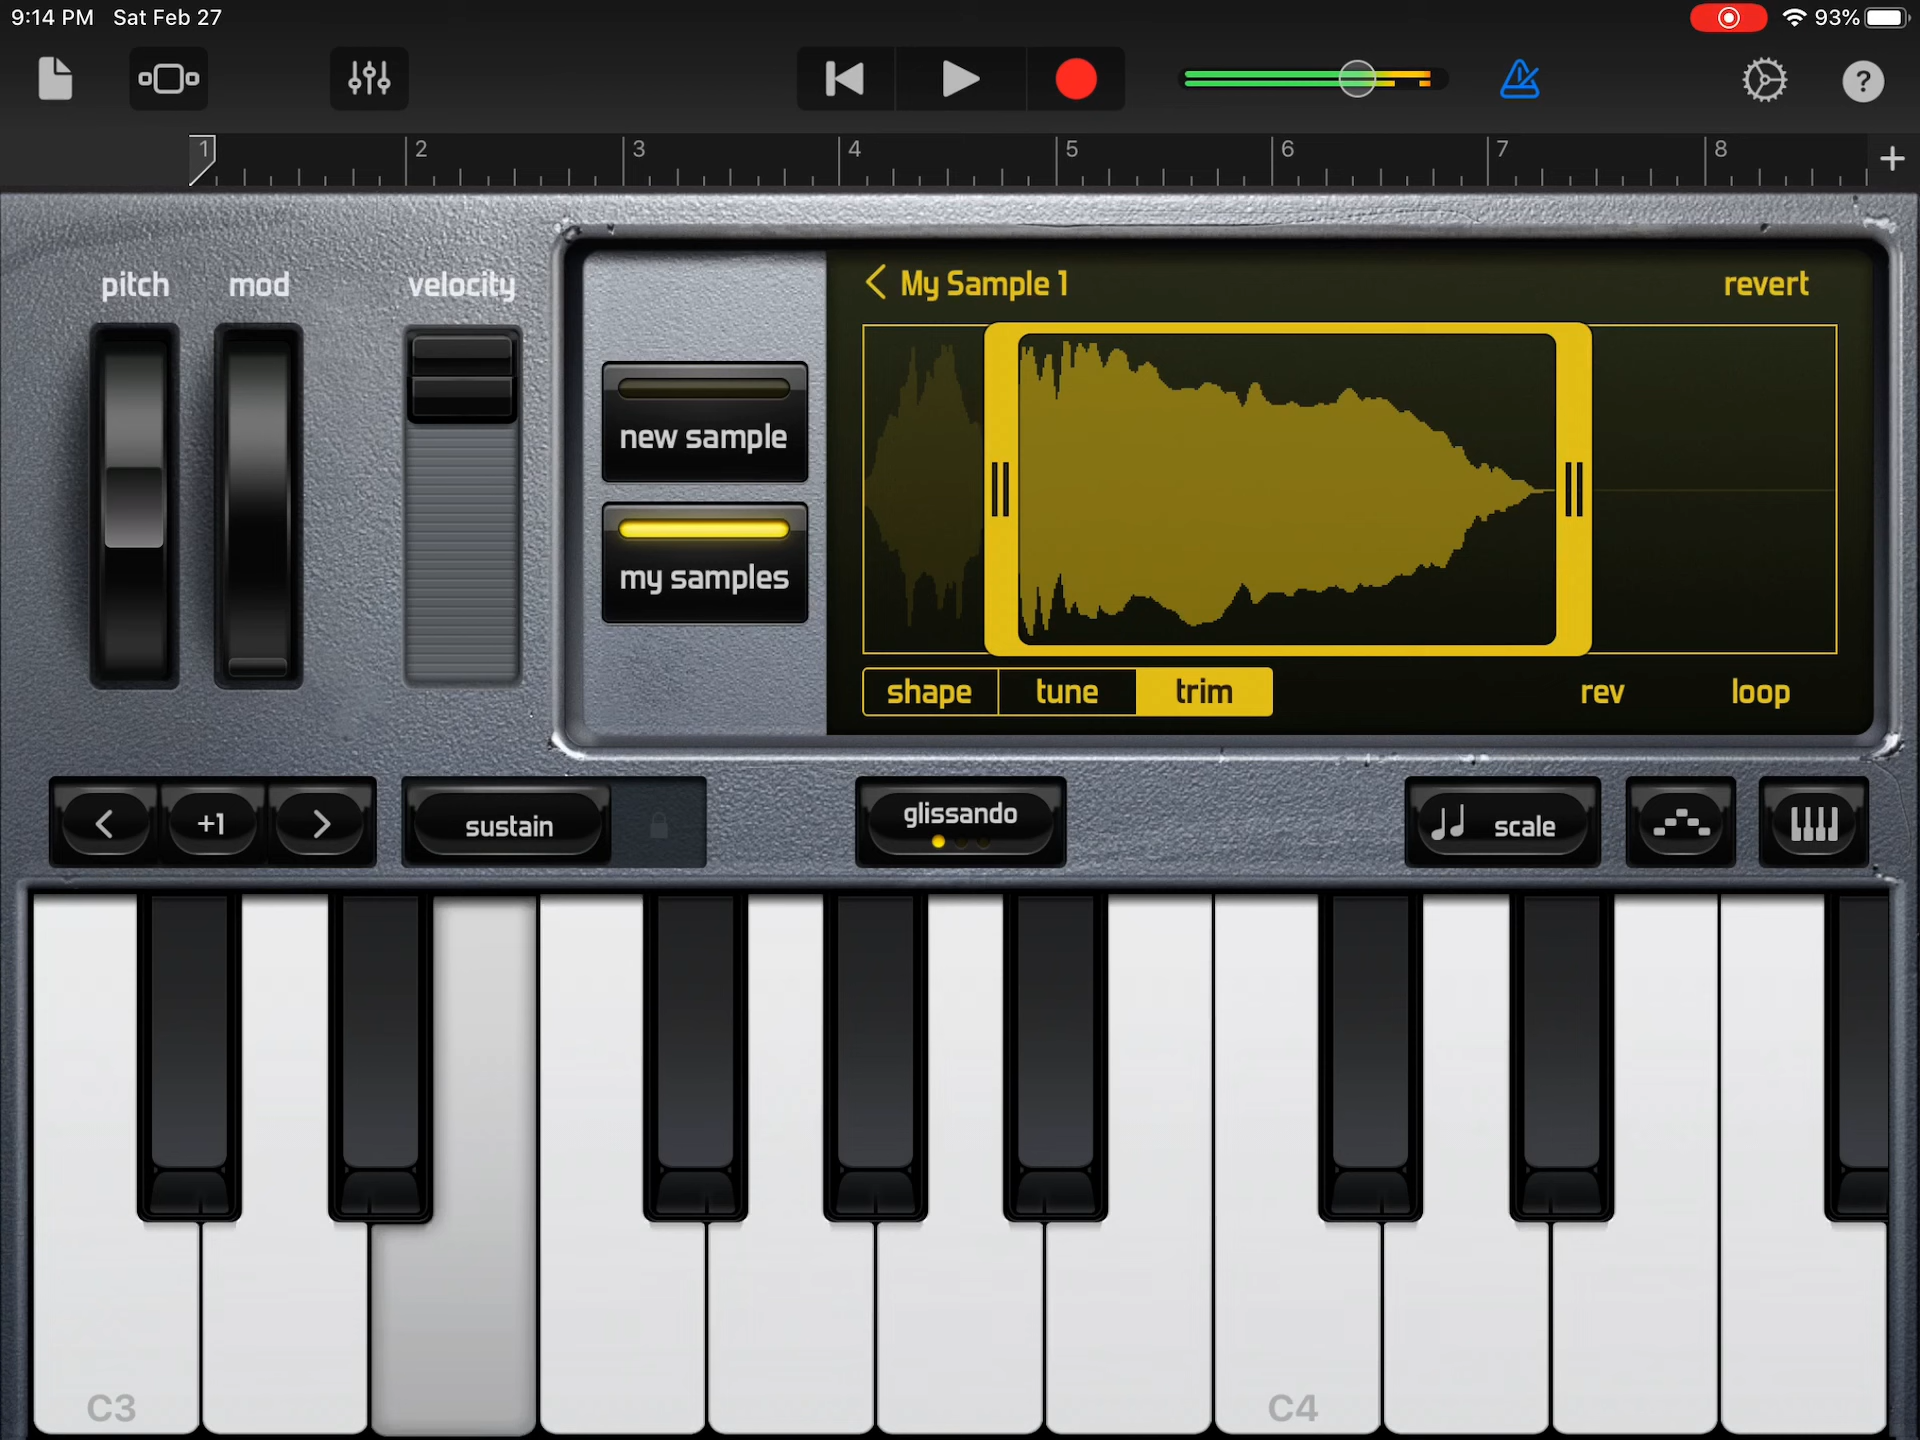 9:14 PM Sat Feb 27
93%
?
1 2 3 4 5 6 7 8 +
pitch mod velocity
My Sample 1 revert
new sample
my samples
shape tune trim rev loop
+1 sustain glissando scale
C3 C4